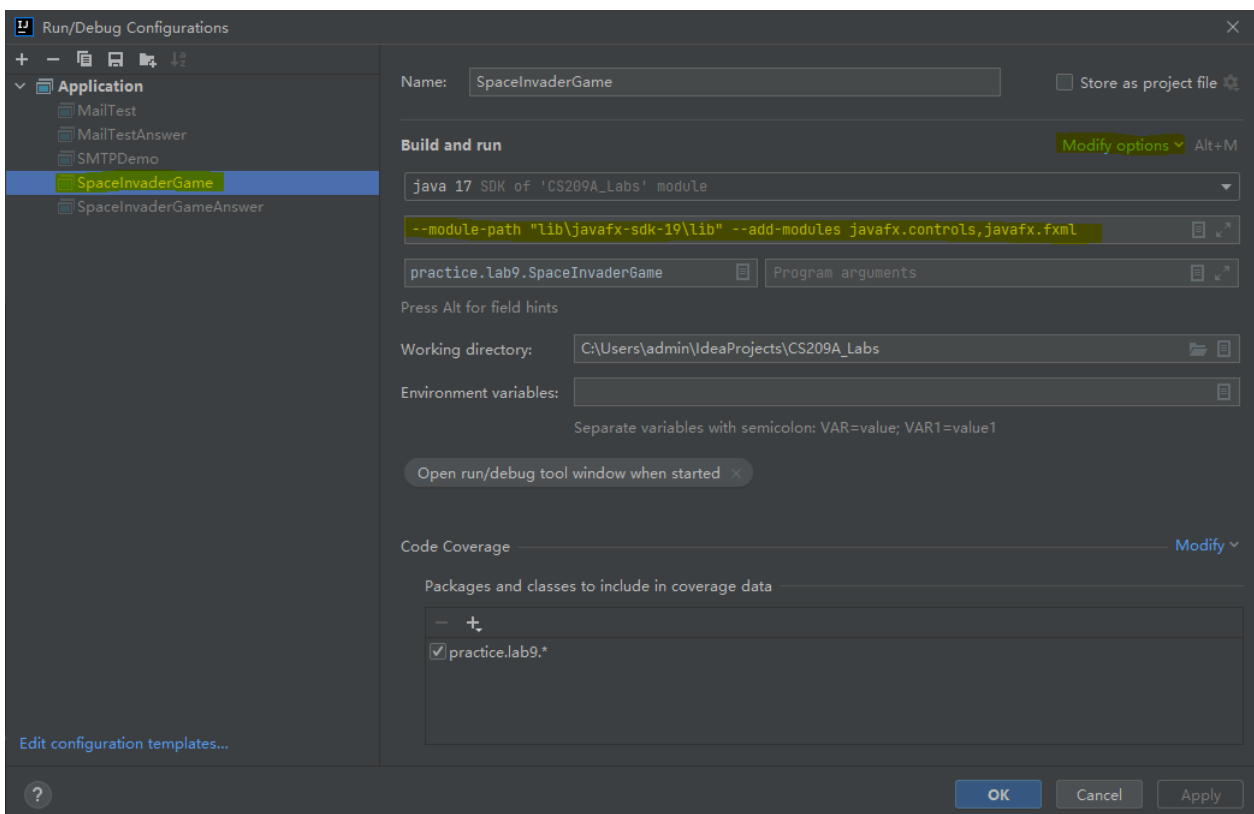 Run/Debug Configurations
Application
MailTest
MailTestAnswer
SMTPDemo
SpaceInvaderGame
SpaceInvaderGameAnswer
Edit configuration templates...
Name: SpaceInvaderGame Store as project file
Build and run Modify options Alt+M
java 17 SDK of 'CS209A_Labs' module
--module-path "lib\javafx-sdk-19\lib" --add-modules javafx.controls,javafx.fxml
practice.lab9.SpaceInvaderGame Program arguments
Press Alt for field hints
Working directory: C:\Users\admin\IdeaProjects\CS209A_Labs
Environment variables:
Separate variables with semicolon: VAR=value; VAR1=value1
Open run/debug tool window when started
Code Coverage Modify
Packages and classes to include in coverage data
practice.lab9.*
? OK Cancel Apply